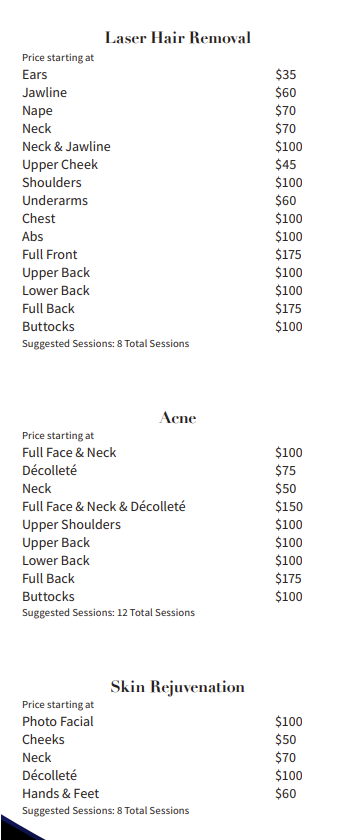 Laser Hair Removal
Price starting at
Ears $35
Jawline $60
Nape $70
Neck $70
Neck & Jawline $100
Upper Cheek $45
Shoulders $100
Underarms $60
Chest $100
Abs $100
Full Front $175
Upper Back $100
Lower Back $100
Full Back $175
Buttocks $100
Suggested Sessions: 8 Total Sessions
Acne
Price starting at
Full Face & Neck $100
Décolleté $75
Neck $50
Full Face & Neck & Décolleté $150
Upper Shoulders $100
Upper Back $100
Lower Back $100
Full Back $175
Buttocks $100
Suggested Sessions: 12 Total Sessions
Skin Rejuvenation
Price starting at
Photo Facial $100
Cheeks $50
Neck $70
Décolleté $100
Hands & Feet $60
Suggested Sessions: 8 Total Sessions